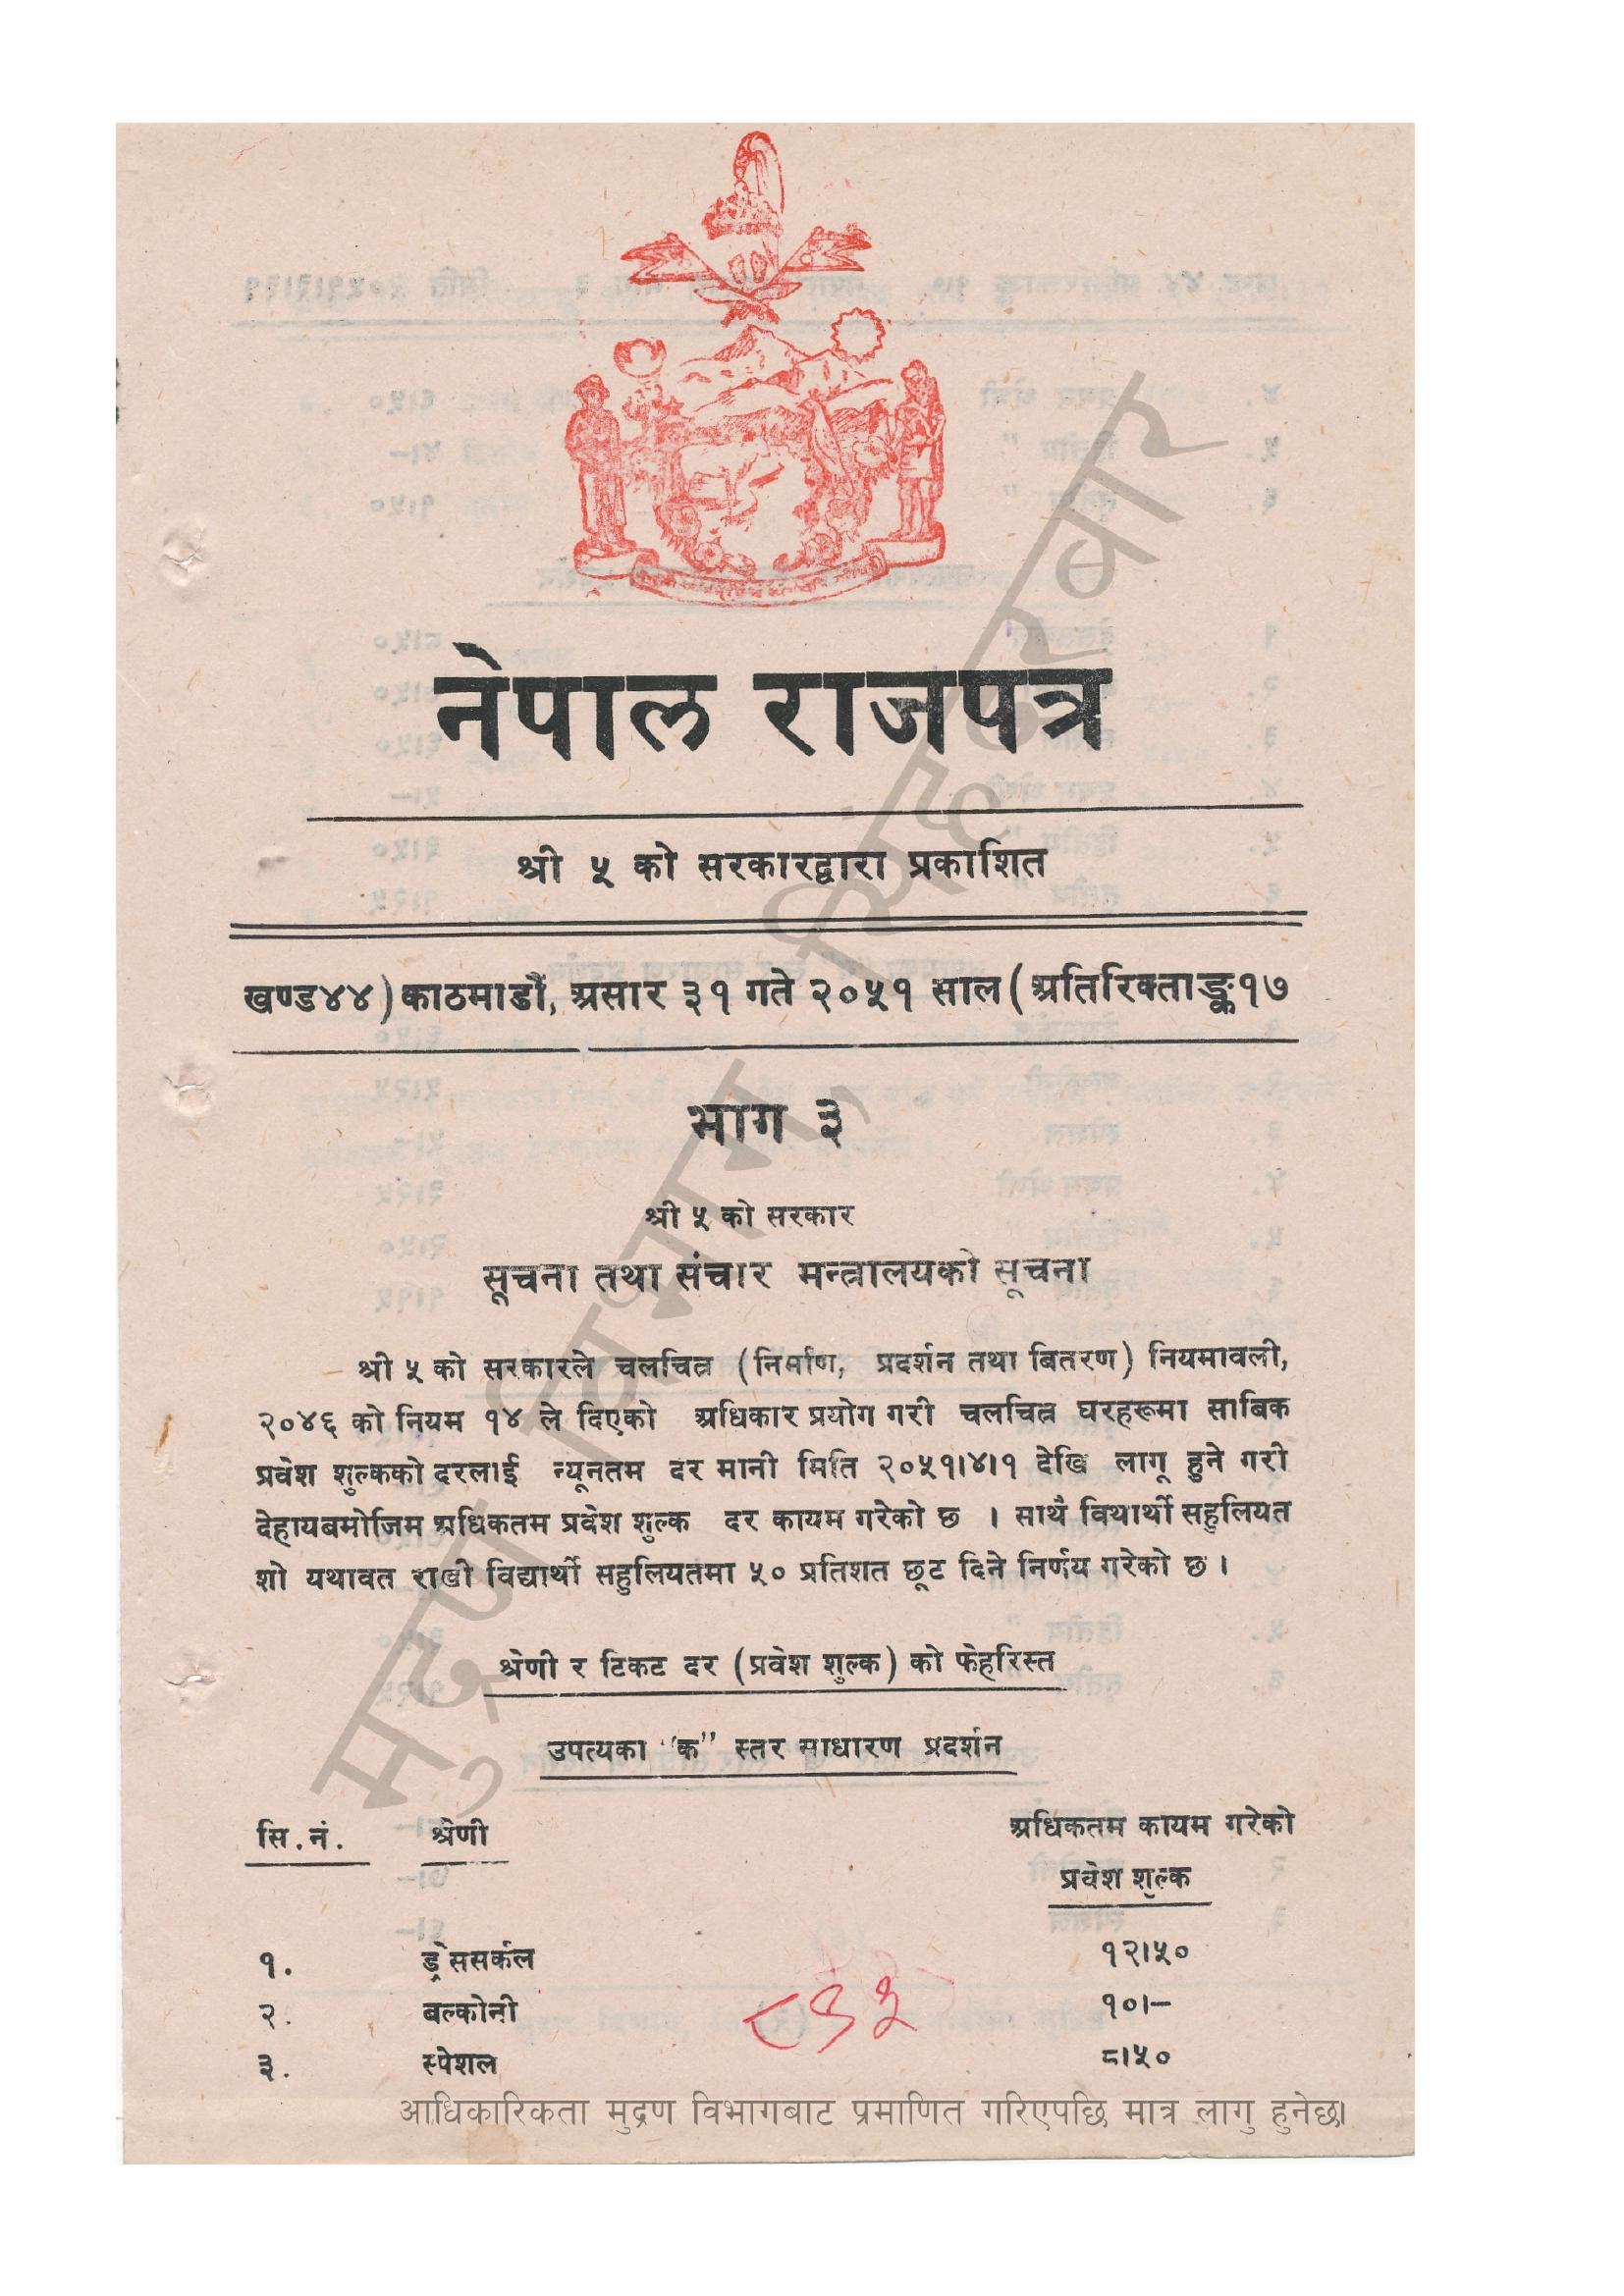 नेपाल राजपत्र
श्री ५ को सरकारद्वारा प्रकाशित
खण्ड४४) काठमाडौं, असार ३१ गते २०५१ साल ( अतिरिक्ताङ्क१७
भाग ३
श्री ५ को सरकार
सूचना तथा संचार मन्त्रालयको सूचना
श्री ५ को सरकारले चलचित्र (निर्माण, प्रदर्शन तथा बितरण) नियमावली,
२०४६ को नियम १४ ले दिएको अधिकार प्रयोग गरी चलचित्र घरहरूमा साबिक
प्रवेश शुल्कको दरलाई न्यूनतम दर मानी मिति २०५१।४।१ देखि लागू हुने गरी
देहायबमोजिम अधिकतम प्रवेश शुल्क दर कायम गरेको छ । साथै विथार्थी सहुलियत
शो यथावत राखी विद्यार्थी सहुलियतमा ५० प्रतिशत छूट दिने निर्णय गरेको छ ।
श्रेणी र टिकट दर (प्रवेश शुल्क) को फेहरिस्त
उपत्यका "क" स्तर साधारण प्रदर्शन
सि.नं. श्रेणी अधिकतम कायम गरेको
प्रवेश शुल्क
१. ड्रेससर्कल १२।५०
२. बल्कोनी १०।–
३. स्पेशल ८।५०
आधिकारिकता मुद्रण विभागबाट प्रमाणित गरिएपछि मात्र लागु हुनेछ।
मुद्रण विभाग, सिंहदरबार